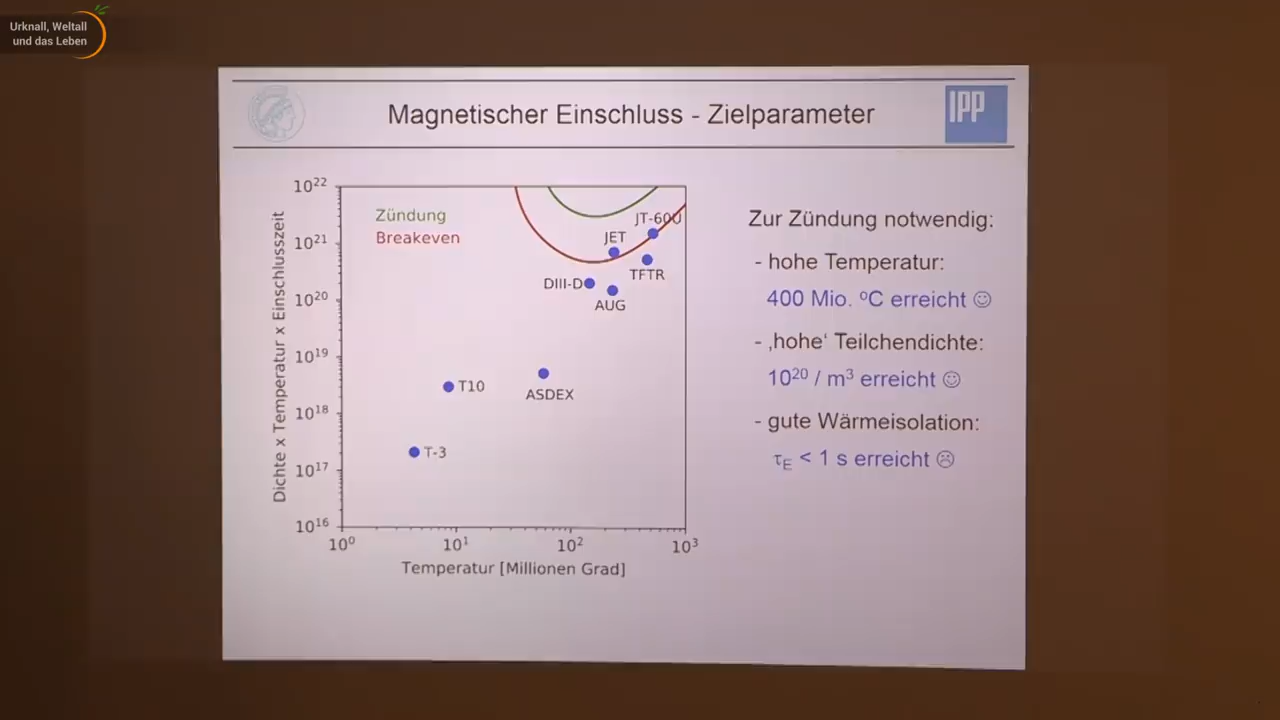 Urknall, Weltall
und das Leben
Magnetischer Einschluss - Zielparameter
IPP
Dichte x Temperatur x Einschlusszeit
10²²
10²¹
10²⁰
10¹⁹
10¹⁸
10¹⁷
10¹⁶
Zündung
Breakeven
JT-60U
JET
TFTR
DIII-D
AUG
T10
ASDEX
T-3
10⁰
10¹
10²
10³
Temperatur [Millionen Grad]
Zur Zündung notwendig:
- hohe Temperatur:
400 Mio. ºC erreicht ☺
- ‚hohe‘ Teilchendichte:
10²⁰ / m³ erreicht ☺
- gute Wärmeisolation:
τE < 1 s erreicht ☹